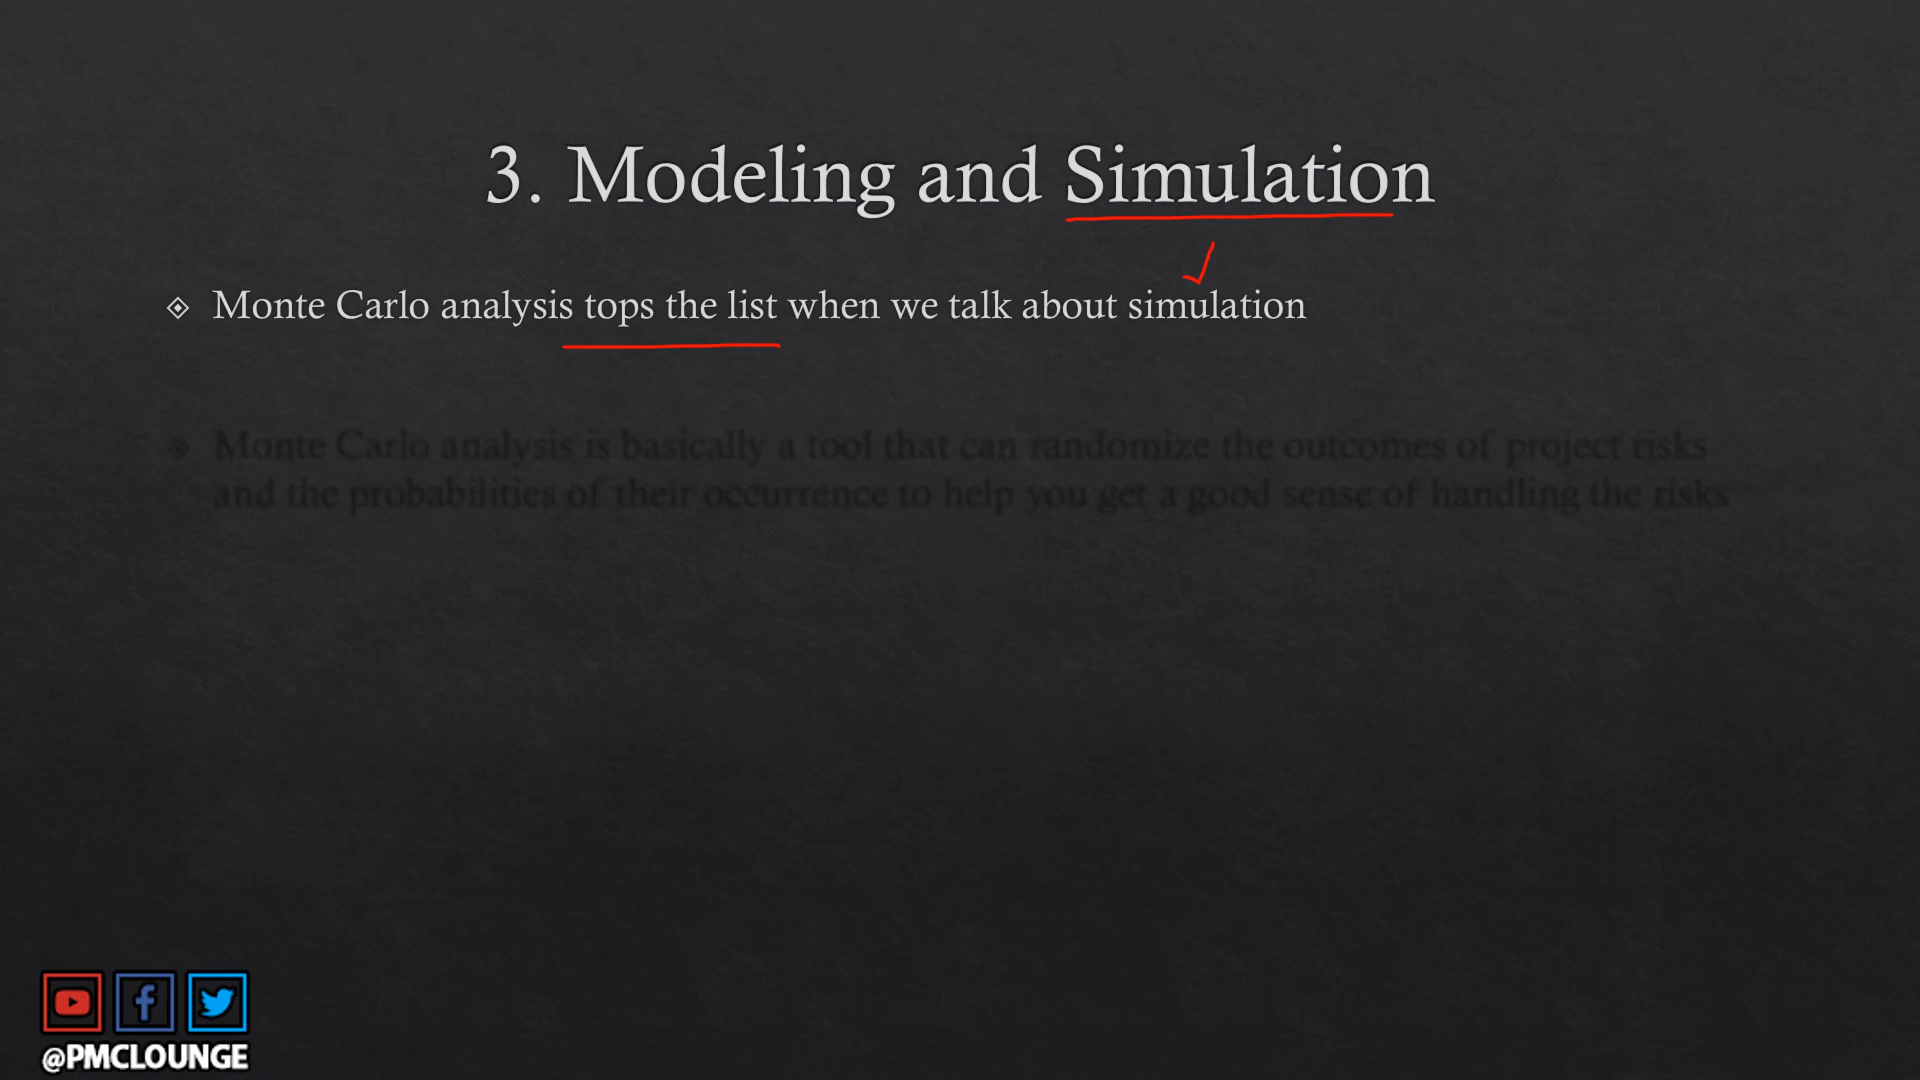 3. Modeling and Simulation
Monte Carlo analysis tops the list when we talk about simulation
Monte Carlo analysis is basically a tool that can randomize the outcomes of project risks
and the probabilities of their occurrence to help you get a good sense of handling the risks
@PMCLOUNGE